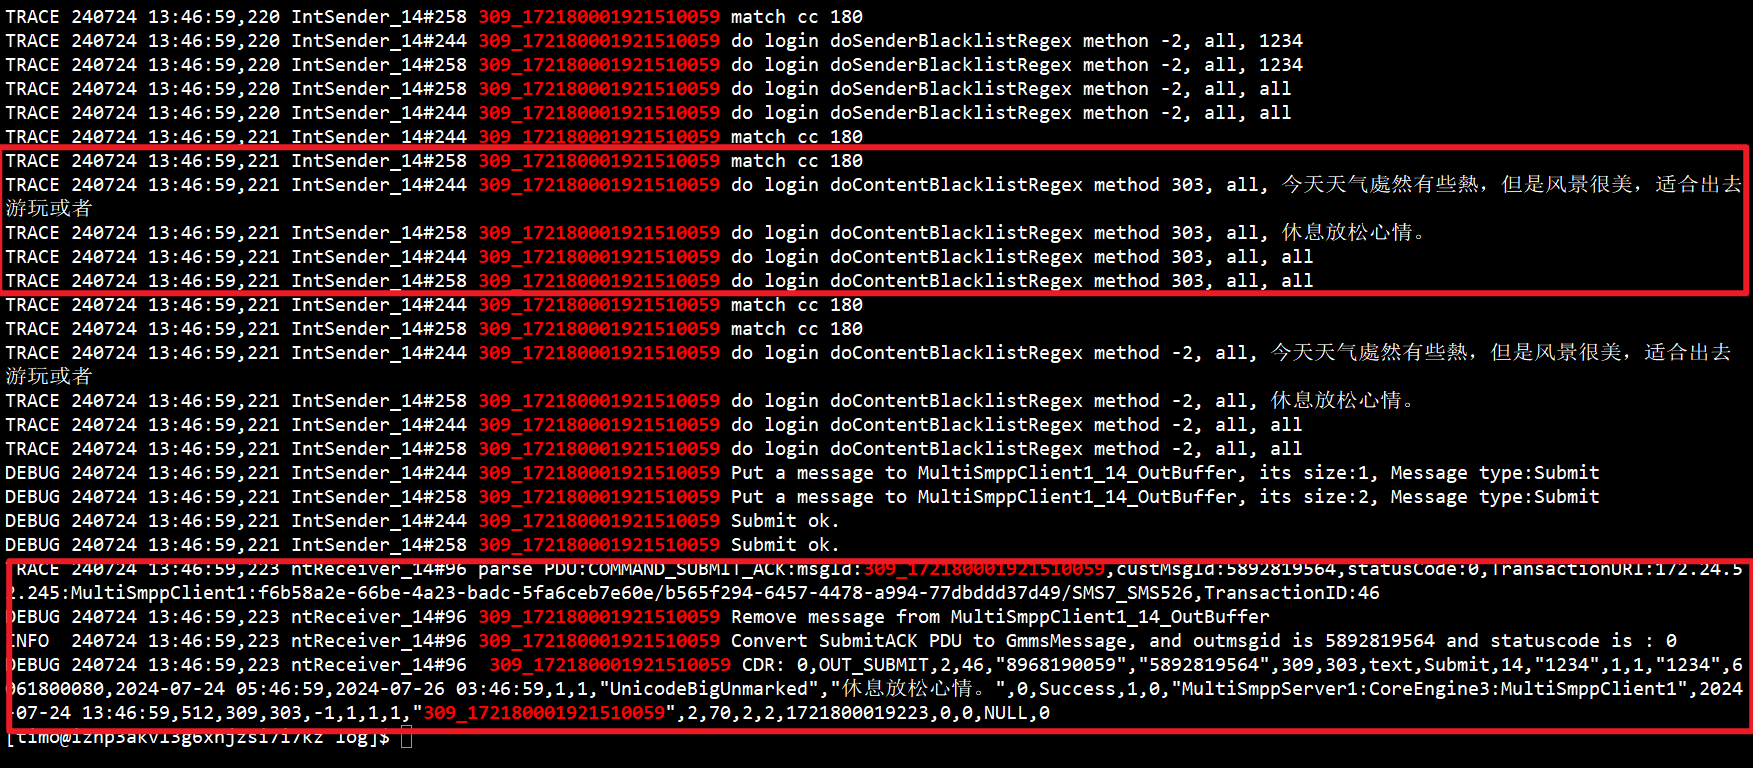 TRACE 240724 13:46:59,220 IntSender_14#258 309_172180001921510059 match cc 180
TRACE 240724 13:46:59,220 IntSender_14#244 309_172180001921510059 do login doSenderBlacklistRegex methon -2, all, 1234
TRACE 240724 13:46:59,220 IntSender_14#258 309_172180001921510059 do login doSenderBlacklistRegex methon -2, all, 1234
TRACE 240724 13:46:59,220 IntSender_14#258 309_172180001921510059 do login doSenderBlacklistRegex methon -2, all, all
TRACE 240724 13:46:59,220 IntSender_14#244 309_172180001921510059 do login doSenderBlacklistRegex methon -2, all, all
TRACE 240724 13:46:59,221 IntSender_14#244 309_172180001921510059 match cc 180
TRACE 240724 13:46:59,221 IntSender_14#258 309_172180001921510059 match cc 180
TRACE 240724 13:46:59,221 IntSender_14#244 309_172180001921510059 do login doContentBlacklistRegex method 303, all, 今天天气處然有些熱，但是风景很美，适合出去
游玩或者
TRACE 240724 13:46:59,221 IntSender_14#258 309_172180001921510059 do login doContentBlacklistRegex method 303, all, 休息放松心情。
TRACE 240724 13:46:59,221 IntSender_14#244 309_172180001921510059 do login doContentBlacklistRegex method 303, all, all
TRACE 240724 13:46:59,221 IntSender_14#258 309_172180001921510059 do login doContentBlacklistRegex method 303, all, all
TRACE 240724 13:46:59,221 IntSender_14#244 309_172180001921510059 match cc 180
TRACE 240724 13:46:59,221 IntSender_14#258 309_172180001921510059 match cc 180
TRACE 240724 13:46:59,221 IntSender_14#244 309_172180001921510059 do login doContentBlacklistRegex method -2, all, 今天天气處然有些熱，但是风景很美，适合出去
游玩或者
TRACE 240724 13:46:59,221 IntSender_14#258 309_172180001921510059 do login doContentBlacklistRegex method -2, all, 休息放松心情。
TRACE 240724 13:46:59,221 IntSender_14#244 309_172180001921510059 do login doContentBlacklistRegex method -2, all, all
TRACE 240724 13:46:59,221 IntSender_14#258 309_172180001921510059 do login doContentBlacklistRegex method -2, all, all
DEBUG 240724 13:46:59,221 IntSender_14#244 309_172180001921510059 Put a message to MultiSmppClient1_14_OutBuffer, its size:1, Message type:Submit
DEBUG 240724 13:46:59,221 IntSender_14#258 309_172180001921510059 Put a message to MultiSmppClient1_14_OutBuffer, its size:2, Message type:Submit
DEBUG 240724 13:46:59,221 IntSender_14#244 309_172180001921510059 Submit ok.
DEBUG 240724 13:46:59,221 IntSender_14#258 309_172180001921510059 Submit ok.
TRACE 240724 13:46:59,223 ntReceiver_14#96 parse PDU:COMMAND_SUBMIT_ACK:msgId:309_172180001921510059,custMsgId:5892819564,statusCode:0,TransactionURI:172.24.5
2.245:MultiSmppClient1:f6b58a2e-66be-4a23-badc-5fa6ceb7e60e/b565f294-6457-4478-a994-77dbddd37d49/SMS7_SMS526,TransactionID:46
DEBUG 240724 13:46:59,223 ntReceiver_14#96 309_172180001921510059 Remove message from MultiSmppClient1_14_OutBuffer
INFO  240724 13:46:59,223 ntReceiver_14#96 309_172180001921510059 Convert SubmitACK PDU to GmmsMessage, and outmsgid is 5892819564 and statuscode is : 0
DEBUG 240724 13:46:59,223 ntReceiver_14#96  309_172180001921510059 CDR: 0,OUT_SUBMIT,2,46,"8968190059","5892819564",309,303,text,Submit,14,"1234",1,1,"1234",6
0061800080,2024-07-24 05:46:59,2024-07-26 03:46:59,1,1,"UnicodeBigUnmarked","休息放松心情。",0,Success,1,0,"MultiSmppServer1:CoreEngine3:MultiSmppClient1",2024
-07-24 13:46:59,512,309,303,-1,1,1,1,"309_172180001921510059",2,70,2,2,1721800019223,0,0,NULL,0
[timo@iznp3akvl3g6xnjzsi7i7kz log]$